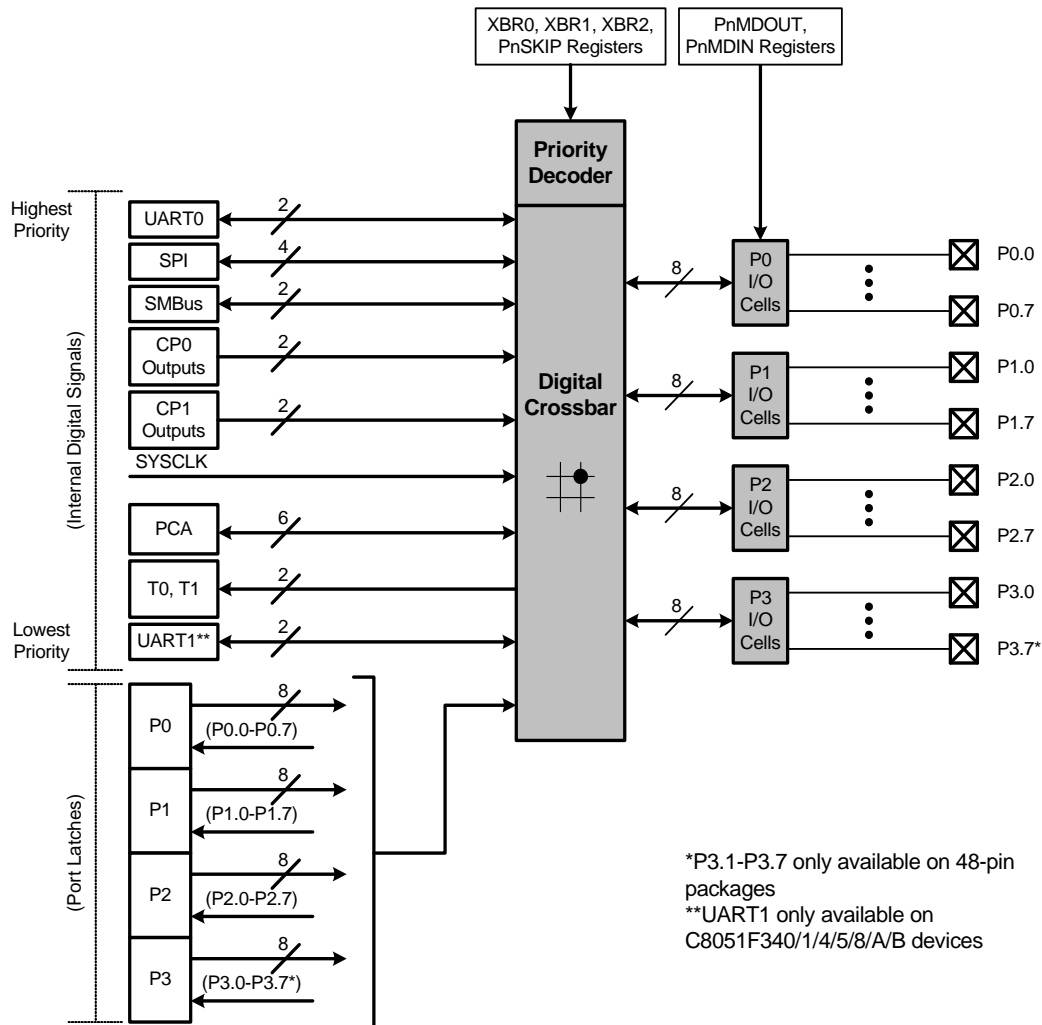 XBR0, XBR1, XBR2,
PnSKIP Registers
PnMDOUT,
PnMDIN Registers
Priority
Decoder
Highest
Priority
UART0
2
SPI
4
SMBus
2
CP0
Outputs
2
CP1
Outputs
2
SYSCLK
PCA
6
T0, T1
2
UART1**
2
Lowest
Priority
(Internal Digital Signals)
Digital
Crossbar
8
P0
I/O
Cells
P0.0
P0.7
8
P1
I/O
Cells
P1.0
P1.7
8
P2
I/O
Cells
P2.0
P2.7
8
P3
I/O
Cells
P3.0
P3.7*
(Port Latches)
P0
8
(P0.0-P0.7)
P1
8
(P1.0-P1.7)
P2
8
(P2.0-P2.7)
P3
8
(P3.0-P3.7*)
*P3.1-P3.7 only available on 48-pin
packages
**UART1 only available on
C8051F340/1/4/5/8/A/B devices